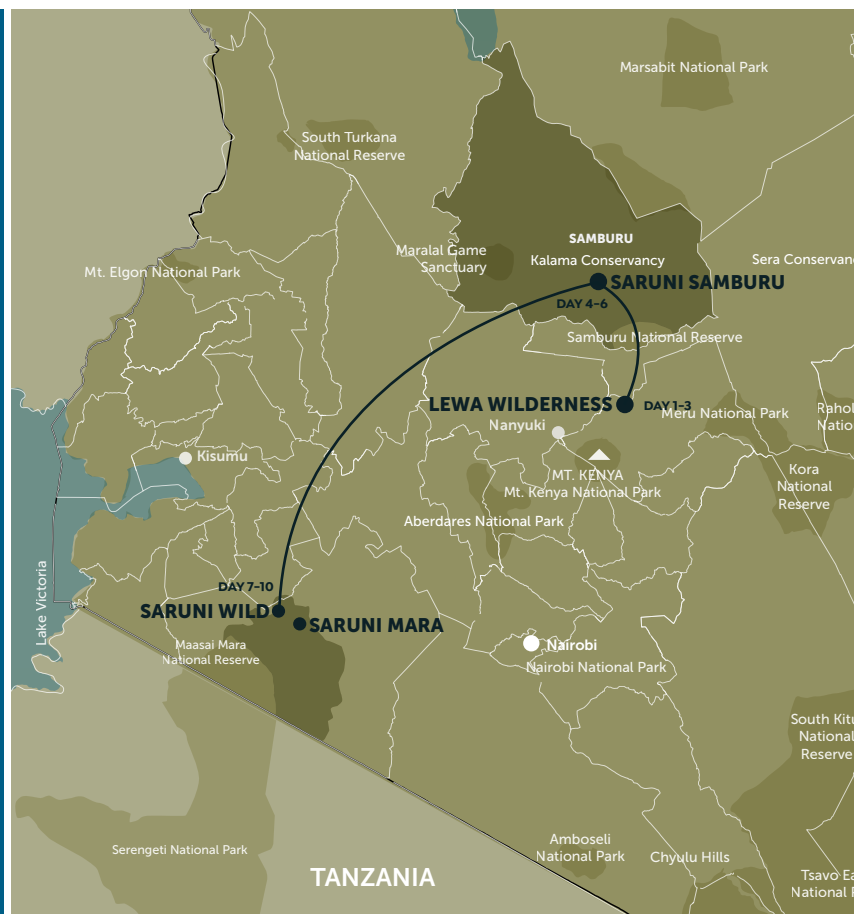 Marsabit National Park
South Turkana
National Reserve
SAMBURU
Kalama Conservancy
Maralal Game
Sanctuary
Sera Conservanc
Mt. Elgon National Park
SARUNI SAMBURU
DAY 4-6
Samburu National Reserve
LEWA WILDERNESS
DAY 1-3
Meru National Park
Nanyuki
Kisumu
MT. KENYA
Mt. Kenya National Park
Kora
National
Reserve
Aberdares National Park
Lake Victoria
DAY 7-10
SARUNI WILD
SARUNI MARA
Maasai Mara
National Reserve
Nairobi
Nairobi National Park
South Kitu
National
Reserve
Serengeti National Park
TANZANIA
Amboseli
National Park
Chyulu Hills
Tsavo Ea
National